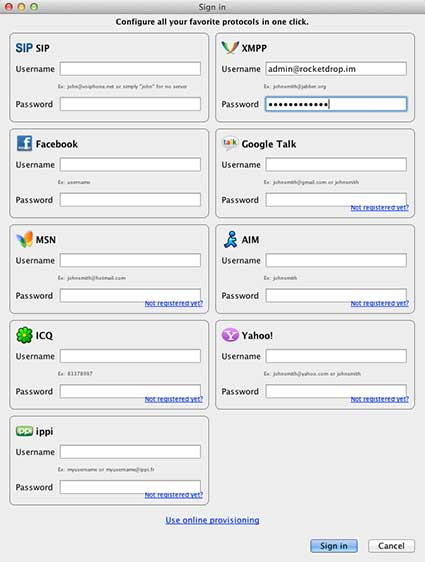 Sign in
Configure all your favorite protocols in one click.
SIP SIP
Username
Ex: john@voiphone.net or simply "john" for no server
Password
XMPP
Username admin@rocketdrop.im
Ex: johnsmith@jabber.org
Password ••••••••••••
Facebook
Username
Ex: username
Password
talk Google Talk
Username
Ex: johnsmith@gmail.com or johnsmith
Password
Not registered yet?
MSN
Username
Ex: johnsmith@hotmail.com
Password
Not registered yet?
AIM
Username
Ex: johnsmith
Password
Not registered yet?
ICQ
Username
Ex: 83378997
Password
Not registered yet?
Yahoo!
Username
Ex: johnsmith@yahoo.com or johnsmith
Password
Not registered yet?
ippi ippi
Username
Ex: myusername or myusername@ippi.fr
Password
Not registered yet?
Use online provisioning
Sign in
Cancel